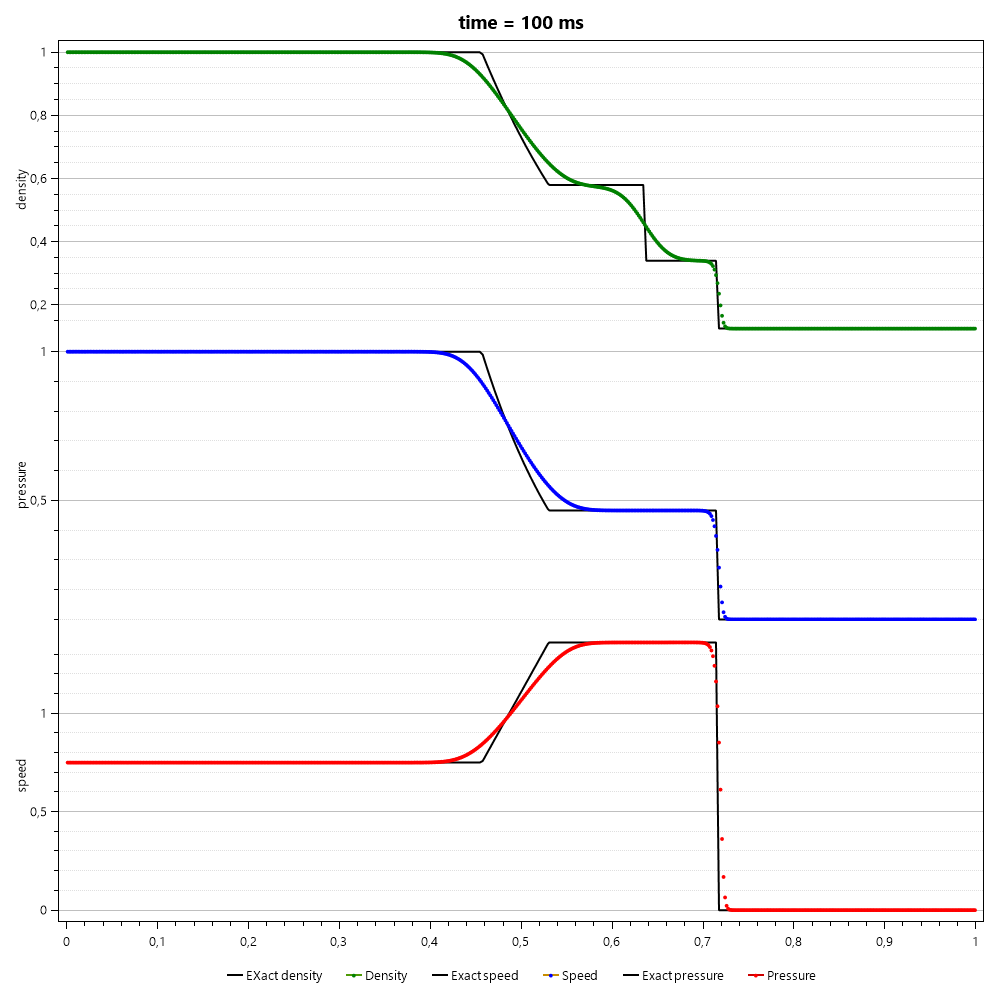 time = 100 ms
1
0,8
0,6
0,4
0,2
density
1
0,5
pressure
1
0,5
0
speed
0 0,1 0,2 0,3 0,4 0,5 0,6 0,7 0,8 0,9 1
EXact density Density Exact speed Speed Exact pressure Pressure